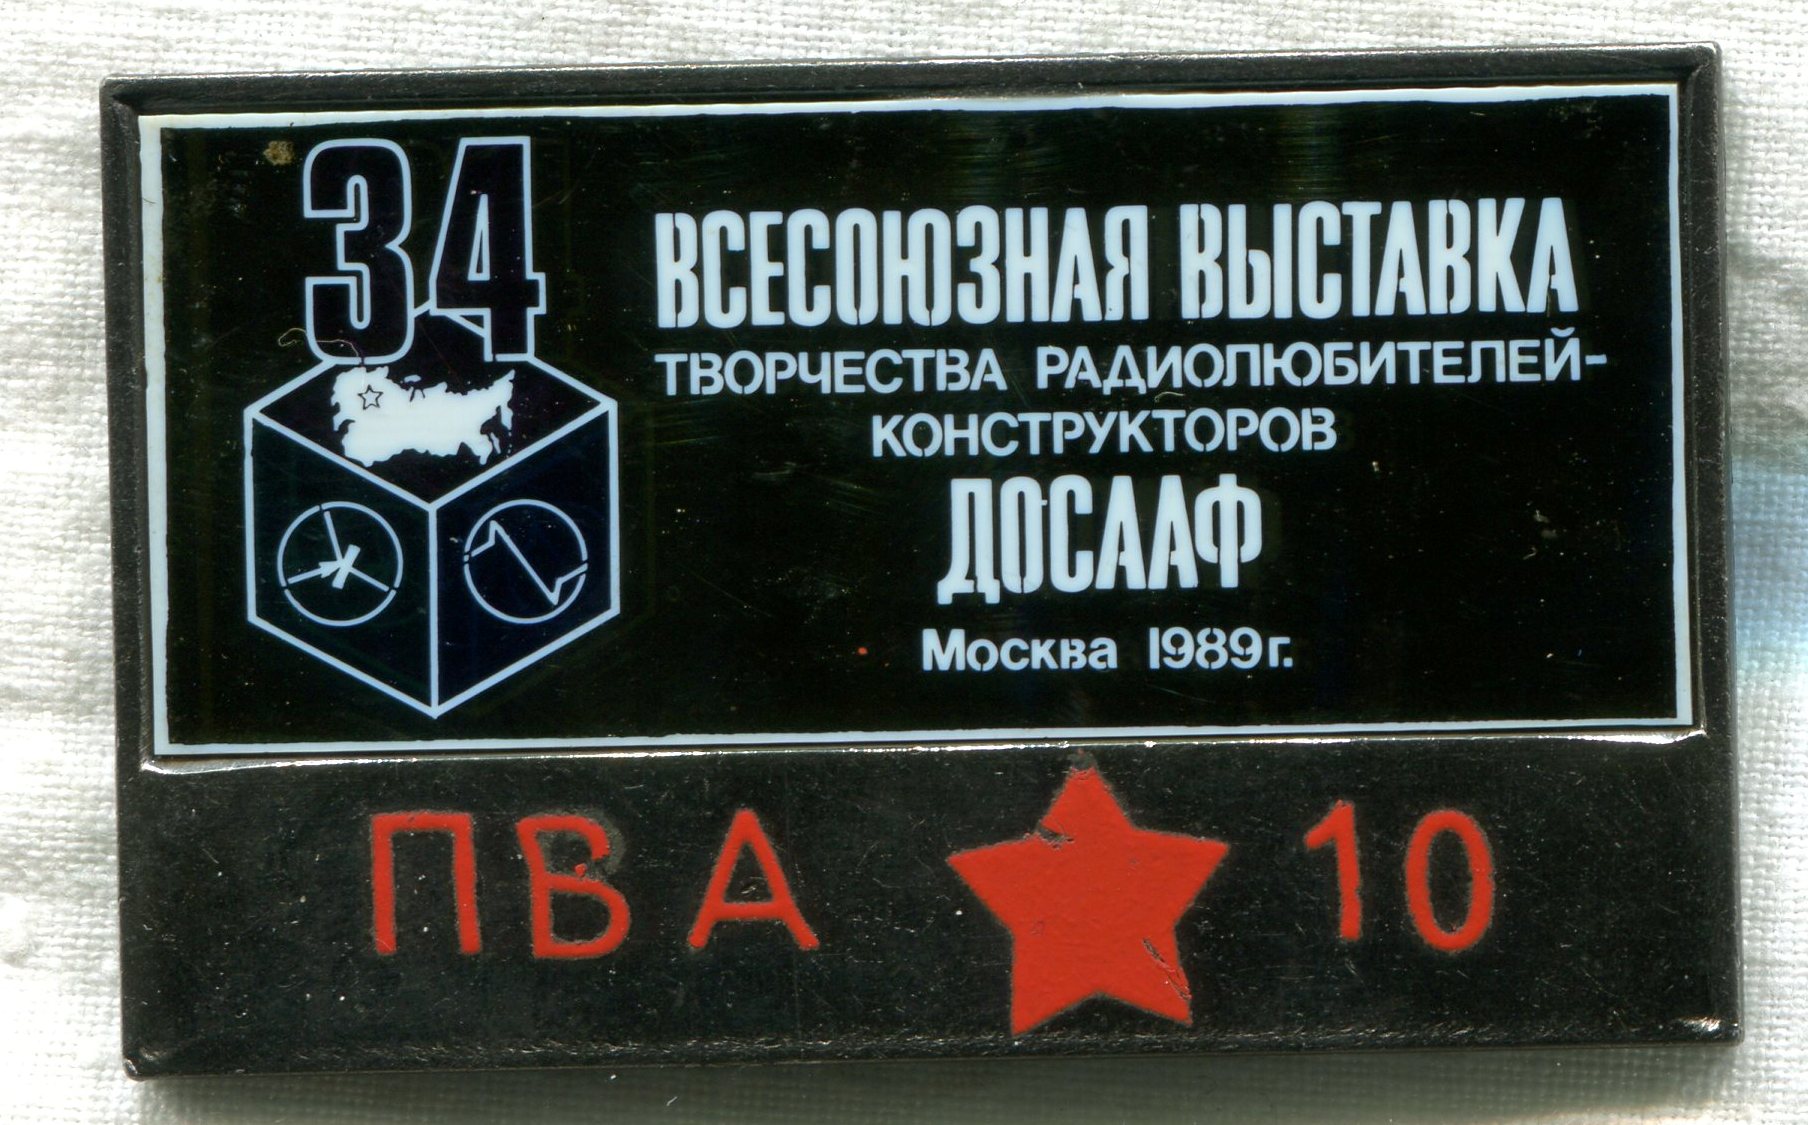 34
ВСЕСОЮЗНАЯ ВЫСТАВКА
ТВОРЧЕСТВА РАДИОЛЮБИТЕЛЕЙ-
КОНСТРУКТОРОВ
ДОСААФ
Москва 1989г.
ПВА 10